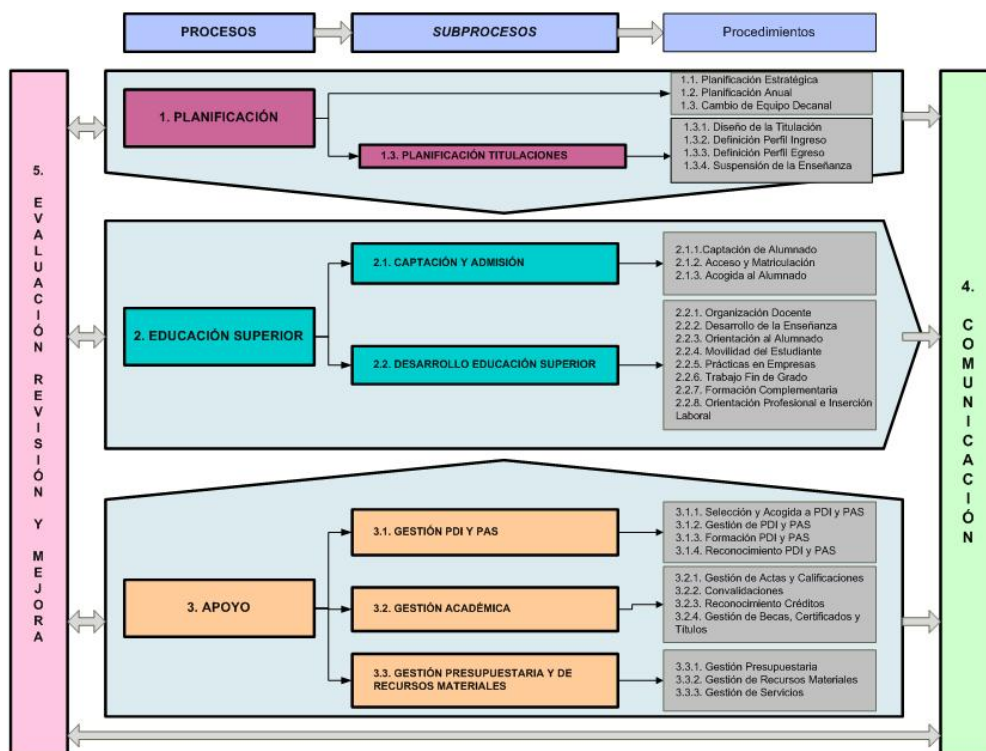 PROCESOS
SUBPROCESOS
Procedimientos
5. EVALUACIÓN REVISIÓN Y MEJORA
1. PLANIFICACIÓN
1.1. Planificación Estratégica
1.2. Planificación Anual
1.3. Cambio de Equipo Decanal
1.3. PLANIFICACIÓN TITULACIONES
1.3.1. Diseño de la Titulación
1.3.2. Definición Perfil Ingreso
1.3.3. Definición Perfil Egreso
1.3.4. Suspensión de la Enseñanza
2. EDUCACIÓN SUPERIOR
2.1. CAPTACIÓN Y ADMISIÓN
2.1.1.Captación de Alumnado
2.1.2. Acceso y Matriculación
2.1.3. Acogida al Alumnado
2.2. DESARROLLO EDUCACIÓN SUPERIOR
2.2.1. Organización Docente
2.2.2. Desarrollo de la Enseñanza
2.2.3. Orientación al Alumnado
2.2.4. Movilidad del Estudiante
2.2.5. Prácticas en Empresas
2.2.6. Trabajo Fin de Grado
2.2.7. Formación Complementaria
2.2.8. Orientación Profesional e Inserción
Laboral
3. APOYO
3.1. GESTIÓN PDI Y PAS
3.1.1. Selección y Acogida a PDI y PAS
3.1.2. Gestión de PDI y PAS
3.1.3. Formación PDI y PAS
3.1.4. Reconocimiento PDI y PAS
3.2. GESTIÓN ACADÉMICA
3.2.1. Gestión de Actas y Calificaciones
3.2.2. Convalidaciones
3.2.3. Reconocimiento Créditos
3.2.4. Gestión de Becas, Certificados y
Títulos
3.3. GESTIÓN PRESUPUESTARIA Y DE
RECURSOS MATERIALES
3.3.1. Gestión Presupuestaria
3.3.2. Gestión de Recursos Materiales
3.3.3. Gestión de Servicios
4. COMUNICACIÓN